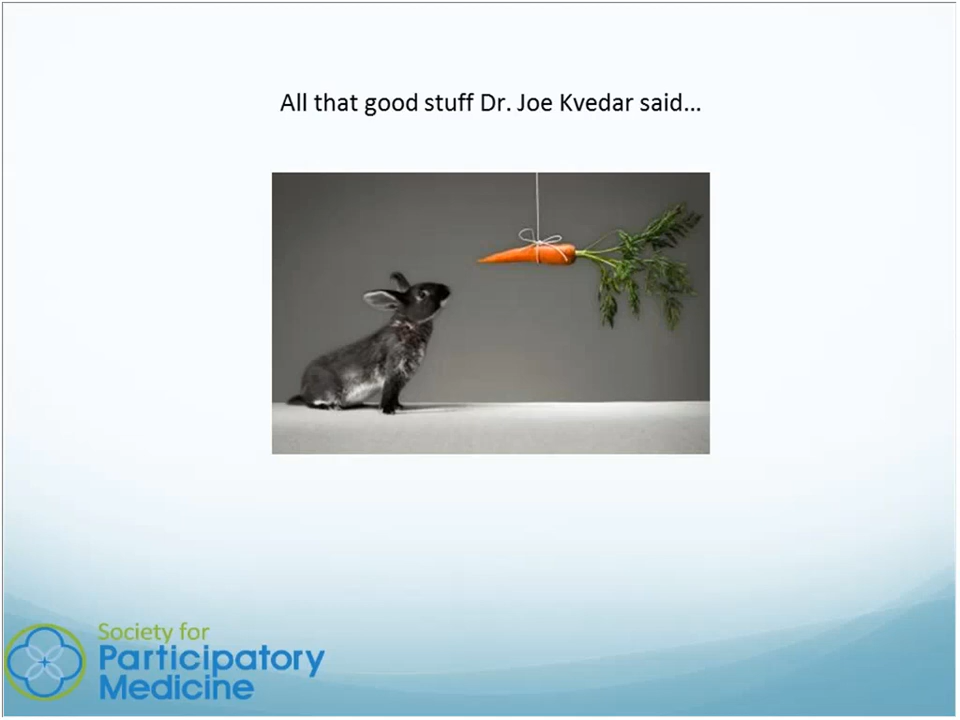 All that good stuff Dr. Joe Kvedar said...
Society for
Participatory
Medicine